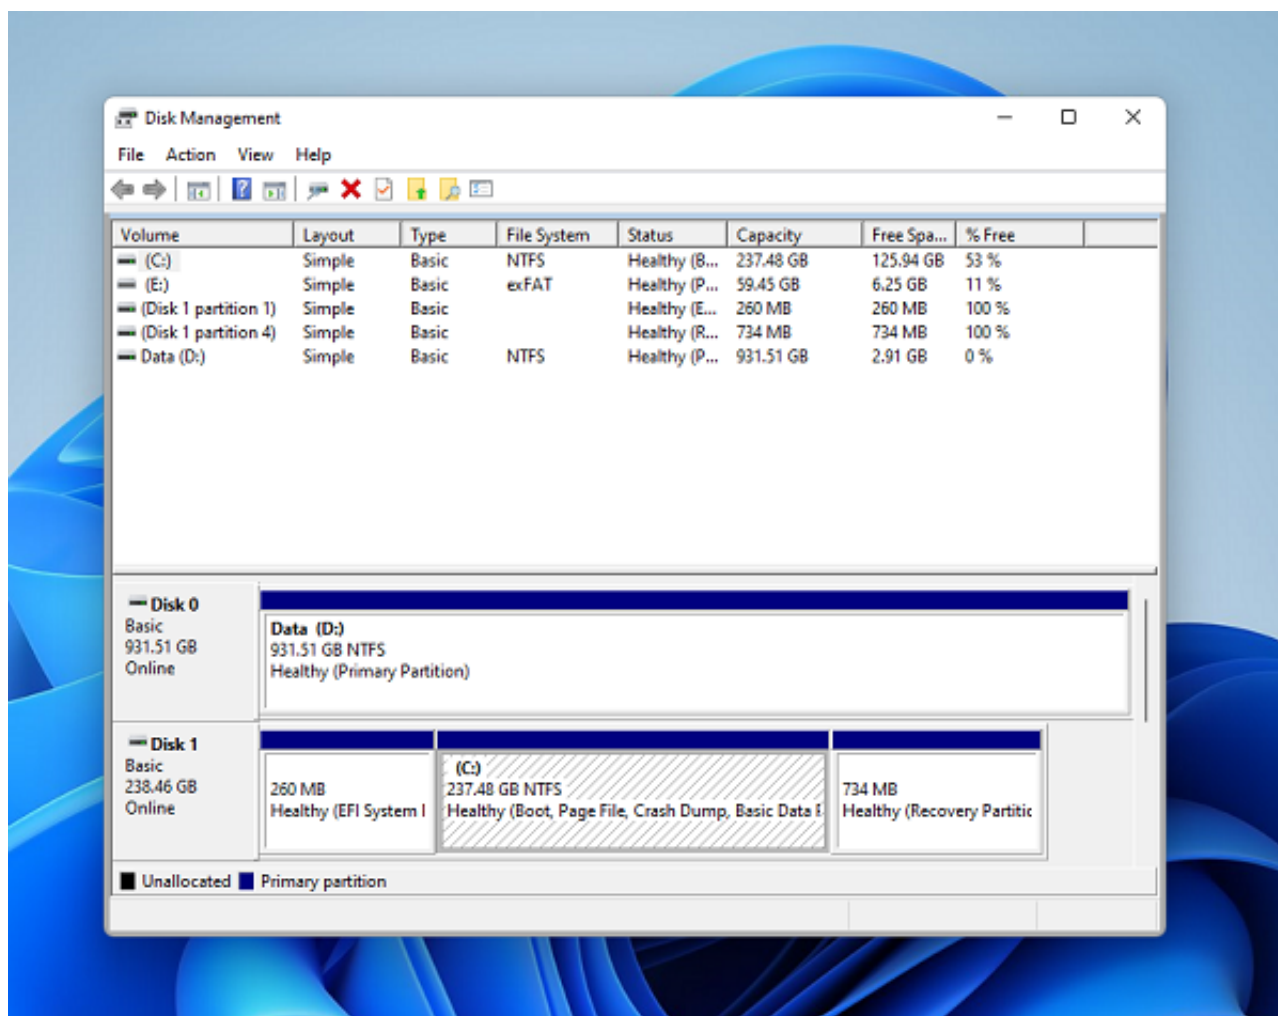 Disk Management
File Action View Help
Volume Layout Type File System Status Capacity Free Spa... % Free
(C:) Simple Basic NTFS Healthy (B... 237.48 GB 125.94 GB 53 %
(E:) Simple Basic exFAT Healthy (P... 59.45 GB 6.25 GB 11 %
(Disk 1 partition 1) Simple Basic Healthy (E... 260 MB 260 MB 100 %
(Disk 1 partition 4) Simple Basic Healthy (R... 734 MB 734 MB 100 %
Data (D:) Simple Basic NTFS Healthy (P... 931.51 GB 2.91 GB 0 %
Disk 0
Basic
931.51 GB
Online
Data (D:)
931.51 GB NTFS
Healthy (Primary Partition)
Disk 1
Basic
238.46 GB
Online
260 MB
Healthy (EFI System
(C:)
237.48 GB NTFS
Healthy (Boot, Page File, Crash Dump, Basic Data
734 MB
Healthy (Recovery Partitic
Unallocated Primary partition